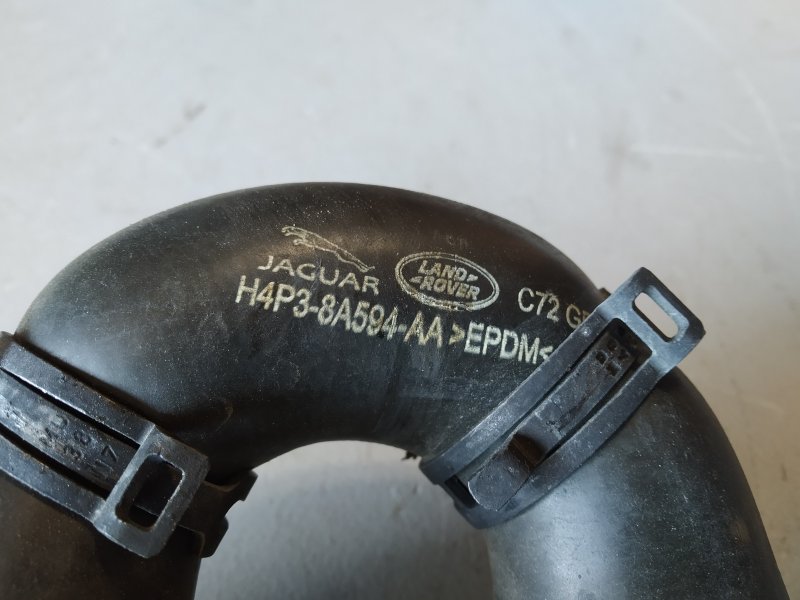 JAGUAR
LAND
ROVER
C72
H4P3-8A594-AA >EPDM<